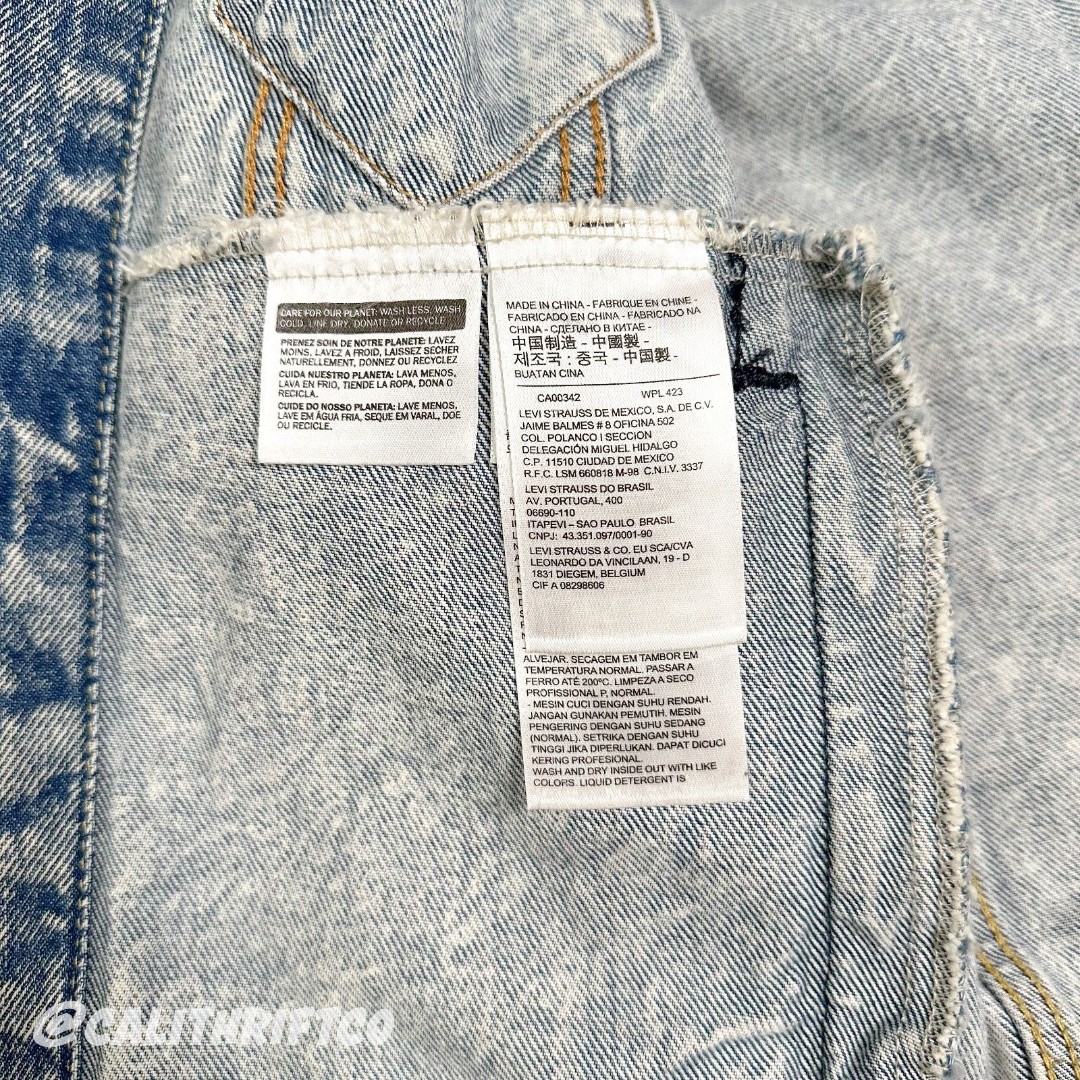 CARE FOR OUR PLANET: WASH LESS, WASH
COLD, LINE DRY, DONATE OR RECYCLE
PRENEZ SOIN DE NOTRE PLANETE: LAVEZ
MOINS, LAVEZ A FROID, LAISSEZ SÉCHER
NATURELLEMENT, DONNEZ OU RECYCLEZ
CUIDA NUESTRO PLANETA: LAVA MENOS,
LAVA EN FRIO, TIENDE LA ROPA, DONA O
RECICLA.
CUIDE DO NOSSO PLANETA: LAVE MENOS,
LAVE EM ÁGUA FRIA, SEQUE EM VARAL, DOE
OU RECICLE.
MADE IN CHINA - FABRIQUE EN CHINE -
FABRICADO EN CHINA - FABRICADO NA
CHINA - СДЕЛАНО В КИТАЕ -
中国制造 - 中國製 -
제조국 : 중국 - 中国製 -
BUATAN CINA
CA00342 WPL 423
LEVI STRAUSS DE MEXICO, S.A. DE C.V.
JAIME BALMES # 8 OFICINA 502
COL. POLANCO I SECCION
DELEGACIÓN MIGUEL HIDALGO
C.P. 11510 CIUDAD DE MEXICO
R.F.C. LSM 660818 M-98 C.N.I.V. 3337
LEVI STRAUSS DO BRASIL
AV. PORTUGAL, 400
06690-110
ITAPEVI – SAO PAULO BRASIL
CNPJ: 43.351.097/0001-90
LEVI STRAUSS & CO. EU SCA/CVA
LEONARDO DA VINCILAAN, 19 - D
1831 DIEGEM, BELGIUM
CIF A 08298606
ALVEJAR. SECAGEM EM TAMBOR EM
TEMPERATURA NORMAL. PASSAR A
FERRO ATÉ 200ºC. LIMPEZA A SECO
PROFISSIONAL P, NORMAL.
- MESIN CUCI DENGAN SUHU RENDAH.
JANGAN GUNAKAN PEMUTIH. MESIN
PENGERING DENGAN SUHU SEDANG
(NORMAL). SETRIKA DENGAN SUHU
TINGGI JIKA DIPERLUKAN. DAPAT DICUCI
KERING PROFESIONAL.
WASH AND DRY INSIDE OUT WITH LIKE
COLORS. LIQUID DETERGENT IS
@CALITHRIFTCO